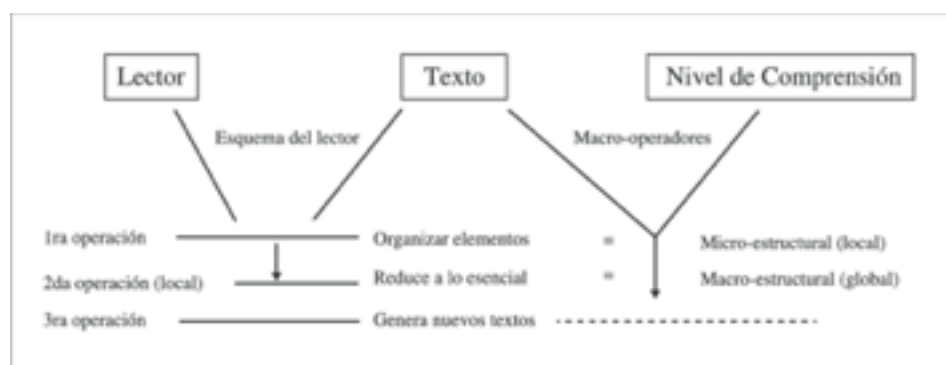 Lector Texto Nivel de Comprensión
Esquema del lector Macro-operadores
1ra operación Organizar elementos = Micro-estructural (local)
2da operación (local) Reduce a lo esencial = Macro-estructural (global)
3ra operación Genera nuevos textos